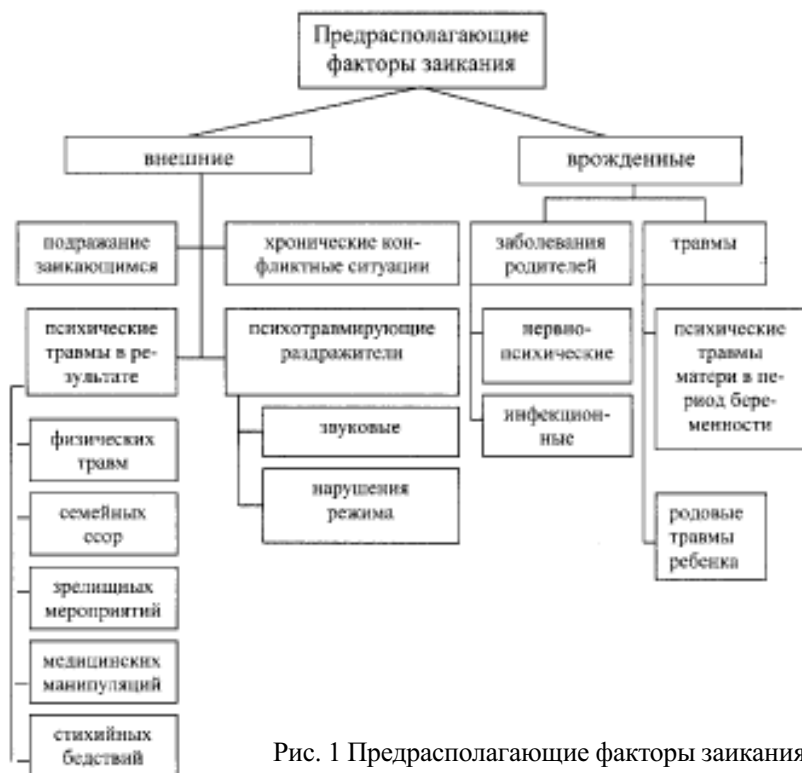 Предрасполагающие
факторы заикания
внешние
врожденные
подражание
заикающимся
хронические кон-
фликтные ситуации
заболевания
родителей
травмы
психические
травмы в ре-
зультате
психотравмирующие
раздражители
нервно-
психические
психические
травмы
матери в пе-
риод бере-
менности
физических
травм
звуковые
инфекцион-
ные
семейных
ссор
нарушения
режима
родовые
травмы
ребенка
зрелищных
мероприятий
медицинских
манипуляций
стихийных
бедствий
Рис. 1 Предрасполагающие факторы заикания